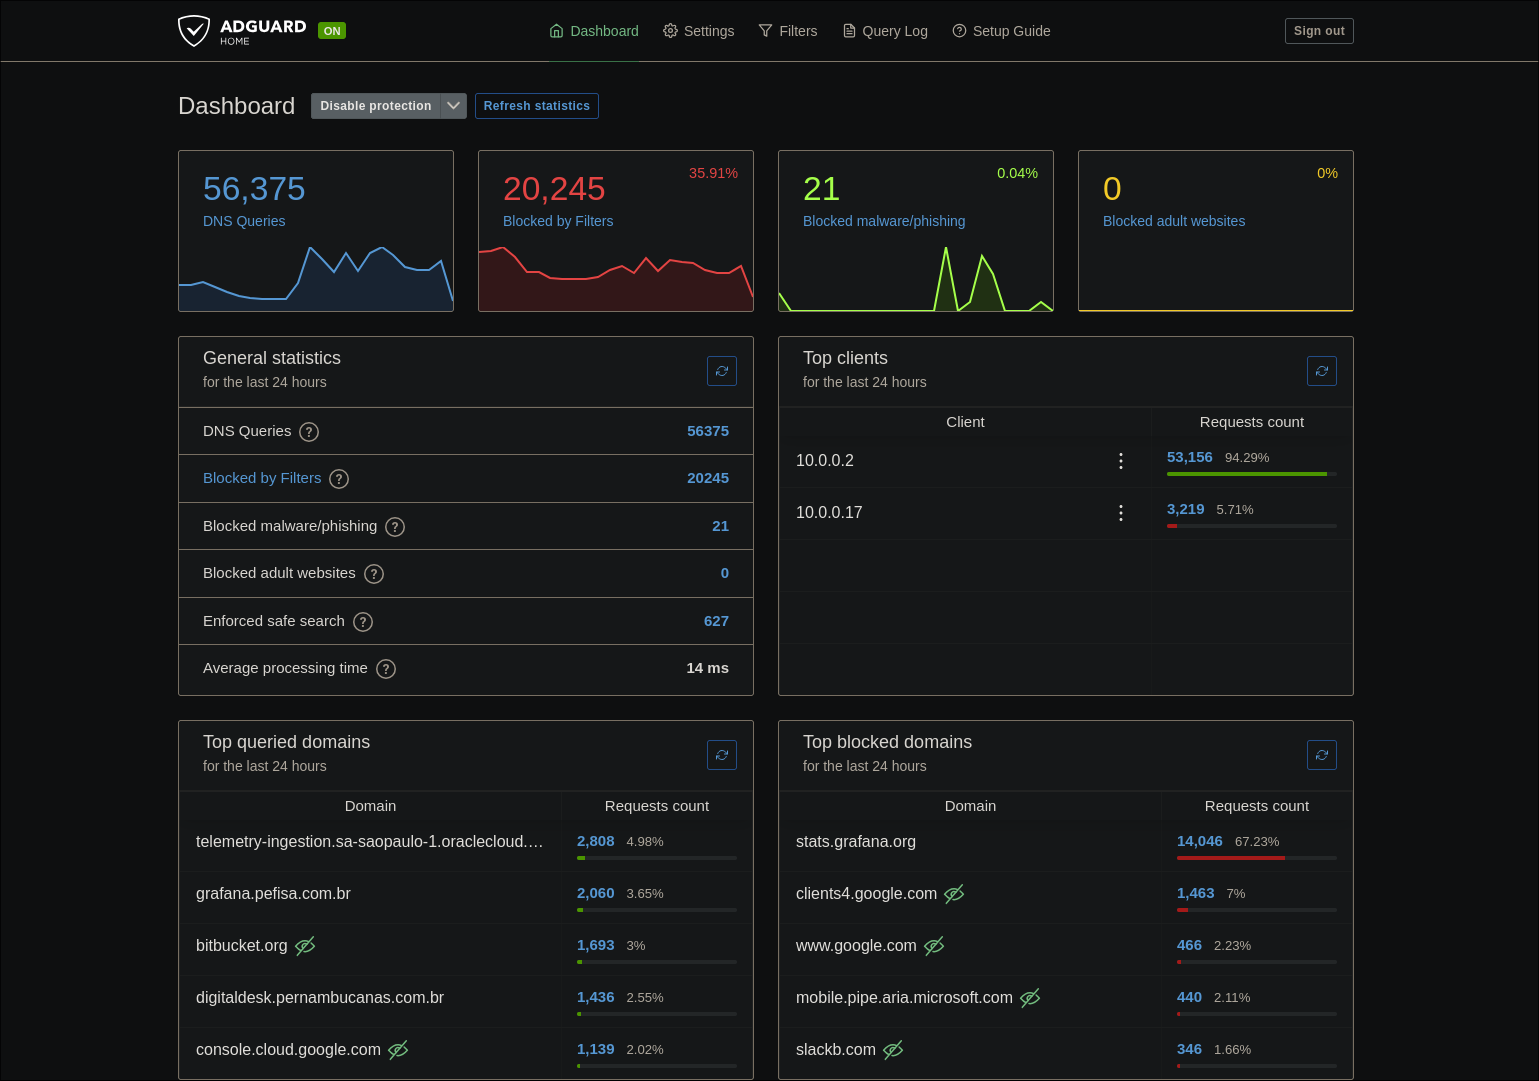 ADGUARD
HOME
ON
Dashboard
Settings
Filters
Query Log
Setup Guide
Sign out
Dashboard
Disable protection
Refresh statistics
56,375
DNS Queries
20,245
35.91%
Blocked by Filters
21
0.04%
Blocked malware/phishing
0
0%
Blocked adult websites
General statistics
for the last 24 hours
DNS Queries ? 56375
Blocked by Filters ? 20245
Blocked malware/phishing ? 21
Blocked adult websites ? 0
Enforced safe search ? 627
Average processing time ? 14 ms
Top clients
for the last 24 hours
Client Requests count
10.0.0.2 53,156 94.29%
10.0.0.17 3,219 5.71%
Top queried domains
for the last 24 hours
Domain Requests count
telemetry-ingestion.sa-saopaulo-1.oraclecloud.… 2,808 4.98%
grafana.pefisa.com.br 2,060 3.65%
bitbucket.org 1,693 3%
digitaldesk.pernambucanas.com.br 1,436 2.55%
console.cloud.google.com 1,139 2.02%
Top blocked domains
for the last 24 hours
Domain Requests count
stats.grafana.org 14,046 67.23%
clients4.google.com 1,463 7%
www.google.com 466 2.23%
mobile.pipe.aria.microsoft.com 440 2.11%
slackb.com 346 1.66%